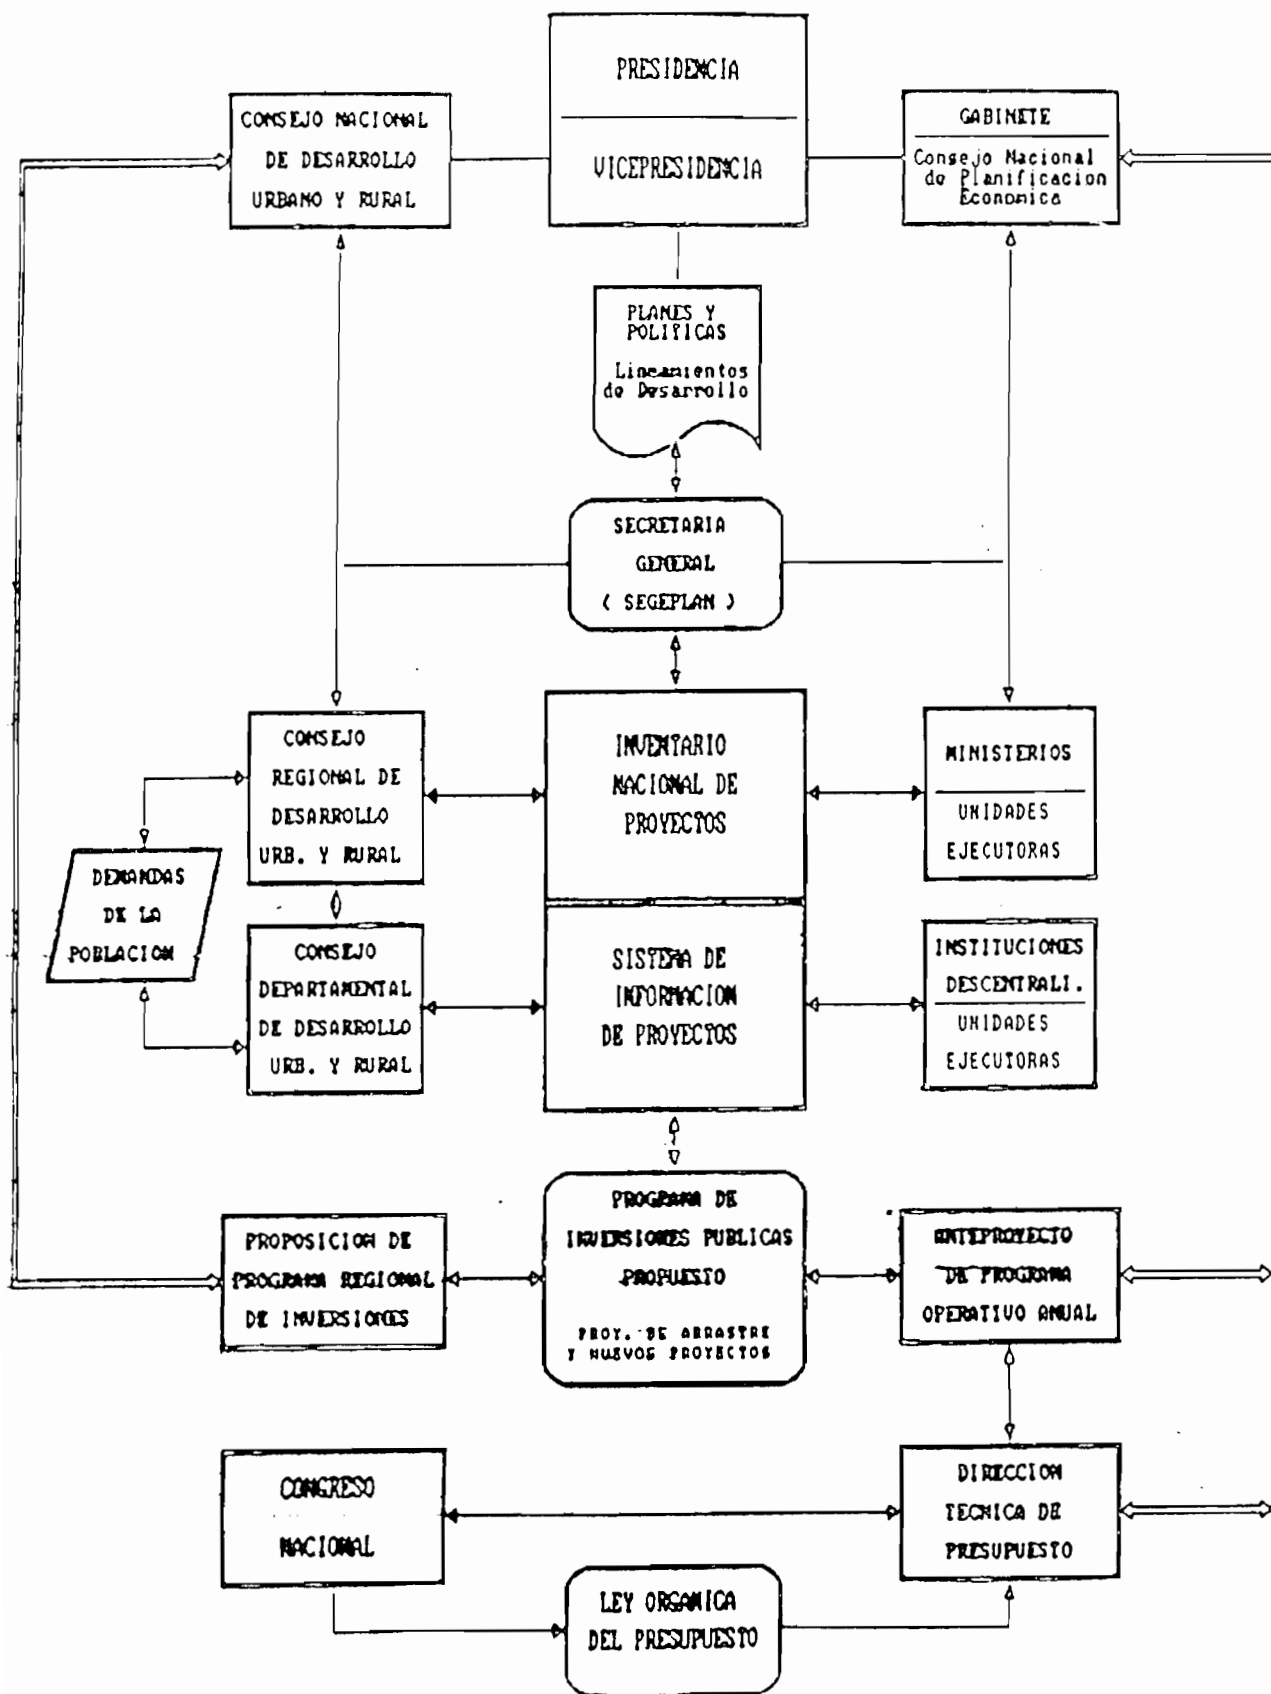 PRESIDENCIA
VICEPRESIDENCIA
CONSEJO NACIONAL
DE DESARROLLO
URBANO Y RURAL
GABINETE
Consejo Nacional
de Planificacion
Economica
PLANES Y
POLITICAS
Lineamientos
de Desarrollo
SECRETARIA
GENERAL
( SEGEPLAN )
CONSEJO
REGIONAL DE
DESARROLLO
URB. Y RURAL
INVENTARIO
NACIONAL DE
PROYECTOS
MINISTERIOS
UNIDADES
EJECUTORAS
DEMANDAS
DE LA
POBLACION
CONSEJO
DEPARTAMENTAL
DE DESARROLLO
URB. Y RURAL
SISTEMA DE
INFORMACION
DE PROYECTOS
INSTITUCIONES
DESCENTRALI.
UNIDADES
EJECUTORAS
PROPOSICION DE
PROGRAMA REGIONAL
DE INVERSIONES
PROGRAMA DE
INVERSIONES PUBLICAS
PROPUESTO
PROY. DE ARRASTRE
Y NUEVOS PROYECTOS
ANTEPROYECTO
DE PROGRAMA
OPERATIVO ANUAL
CONGRESO
NACIONAL
DIRECCION
TECNICA DE
PRESUPUESTO
LEY ORGANICA
DEL PRESUPUESTO